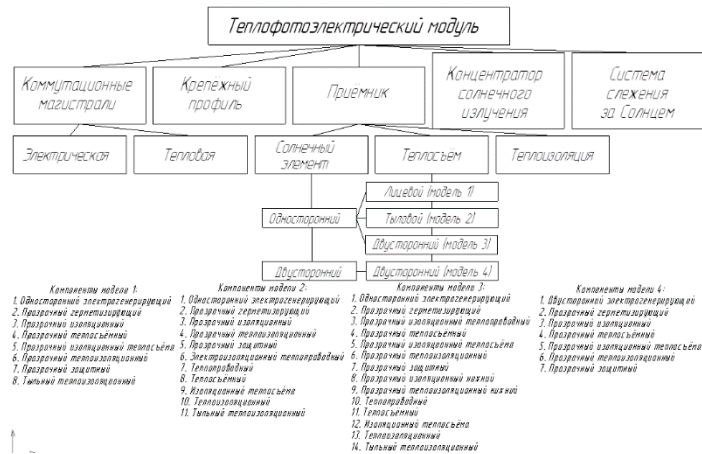 Теплофотоэлектрический модуль
Коммутационные
магистрали
Крепёжный
профиль
Приёмник
Концентратор
солнечного
излучения
Система
слежения
за Солнцем
Электрическая
Тепловая
Солнечный
элемент
Теплосъём
Теплоизоляция
Лицевой (модель 1)
Односторонний
Тыловой (модель 2)
Двусторонний (модель 3)
Двусторонний
Двусторонний (модель 4)
Компоненты модели 1:
1. Односторонный электрогенерирующий
2. Прозрачный герметизирующий
3. Прозрачный изоляционный
4. Прозрачный теплосъёмный
5. Прозрачный изоляционный теплосъёма
6. Прозрачный теплоизоляционный
7. Прозрачный защитный
8. Тыльный теплоизоляционный
Компоненты модели 2:
1. Односторонный электрогенерирующий
2. Прозрачный герметизирующий
3. Прозрачный изоляционный
4. Прозрачный теплоизоляционный
5. Прозрачный защитный
6. Электроизоляционный теплопроводный
7. Теплопроводный
8. Теплосъёмный
9. Изоляционный теплосъёма
10. Теплоизоляционный
11. Тыльный теплоизоляционный
Компоненты модели 3:
1. Односторонный электрогенерирующий
2. Прозрачный герметизирующий
3. Прозрачный изоляционный теплопроводный
4. Прозрачный теплосъёмный
5. Прозрачный изоляционный теплосъёма
6. Прозрачный теплоизоляционный
7. Прозрачный защитный
8. Прозрачный изоляционный нижний
9. Прозрачный теплоизоляционный нижний
10. Теплопроводный
11. Теплосъёмный
12. Изоляционный теплосъёма
13. Теплоизоляционный
14. Тыльный теплоизоляционный
Компоненты модели 4:
1. Двусторонный электрогенерирующий
2. Прозрачный герметизирующий
3. Прозрачный изоляционный
4. Прозрачный теплосъёмный
5. Прозрачный изоляционный теплосъёма
6. Прозрачный теплоизоляционный
7. Прозрачный защитный